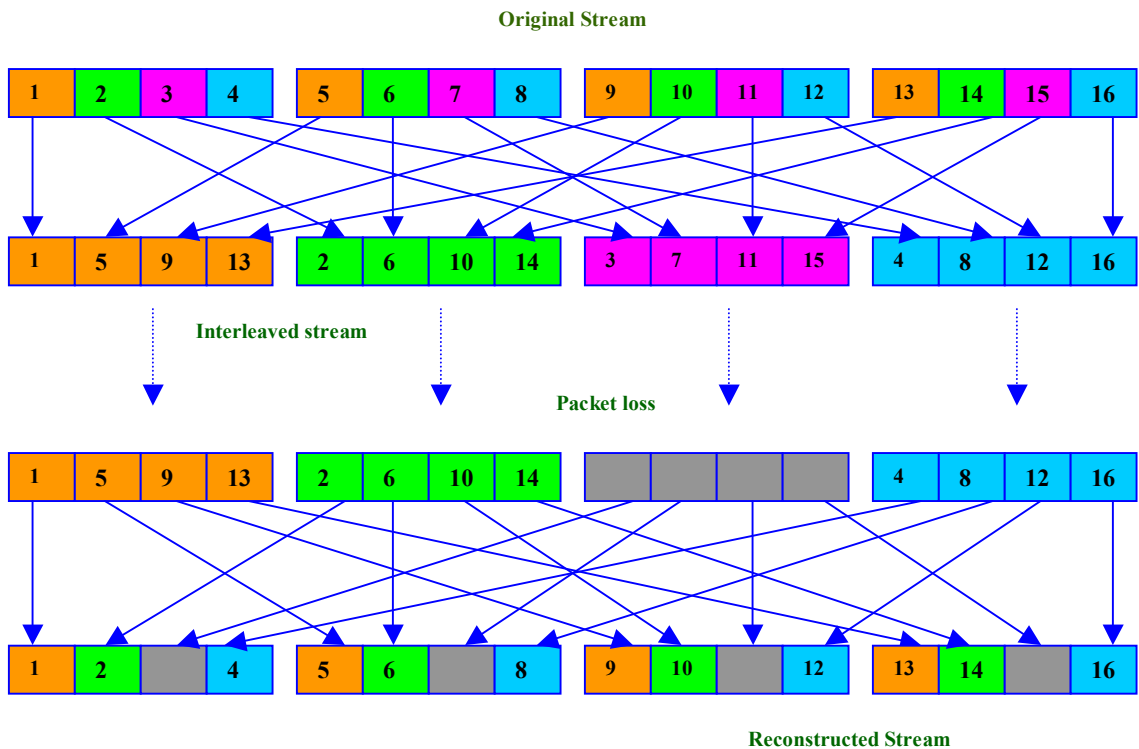 Original Stream
1 2 3 4 5 6 7 8 9 10 11 12 13 14 15 16
1 5 9 13 2 6 10 14 3 7 11 15 4 8 12 16
Interleaved stream
Packet loss
1 5 9 13 2 6 10 14 4 8 12 16
1 2 4 5 6 8 9 10 12 13 14 16
Reconstructed Stream